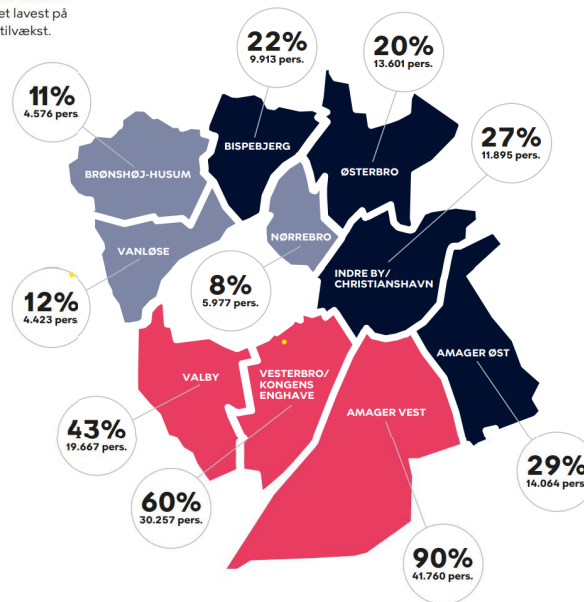 et lavest på
tilvækst.
22%
9.913 pers.
20%
13.601 pers.
11%
4.576 pers
27%
11.895 pers.
BISPEBJERG
BRØNSHØJ-HUSUM
ØSTERBRO
NØRREBRO
VANLØSE
INDRE BY/
CHRISTIANSHAVN
8%
5.977 pers.
12%
4.423 pers
AMAGER ØST
VALBY
VESTERBRO/
KONGENS
ENGHAVE
AMAGER VEST
43%
19.667 pers.
29%
14.064 pers
60%
30.257 pers.
90%
41.760 pers.